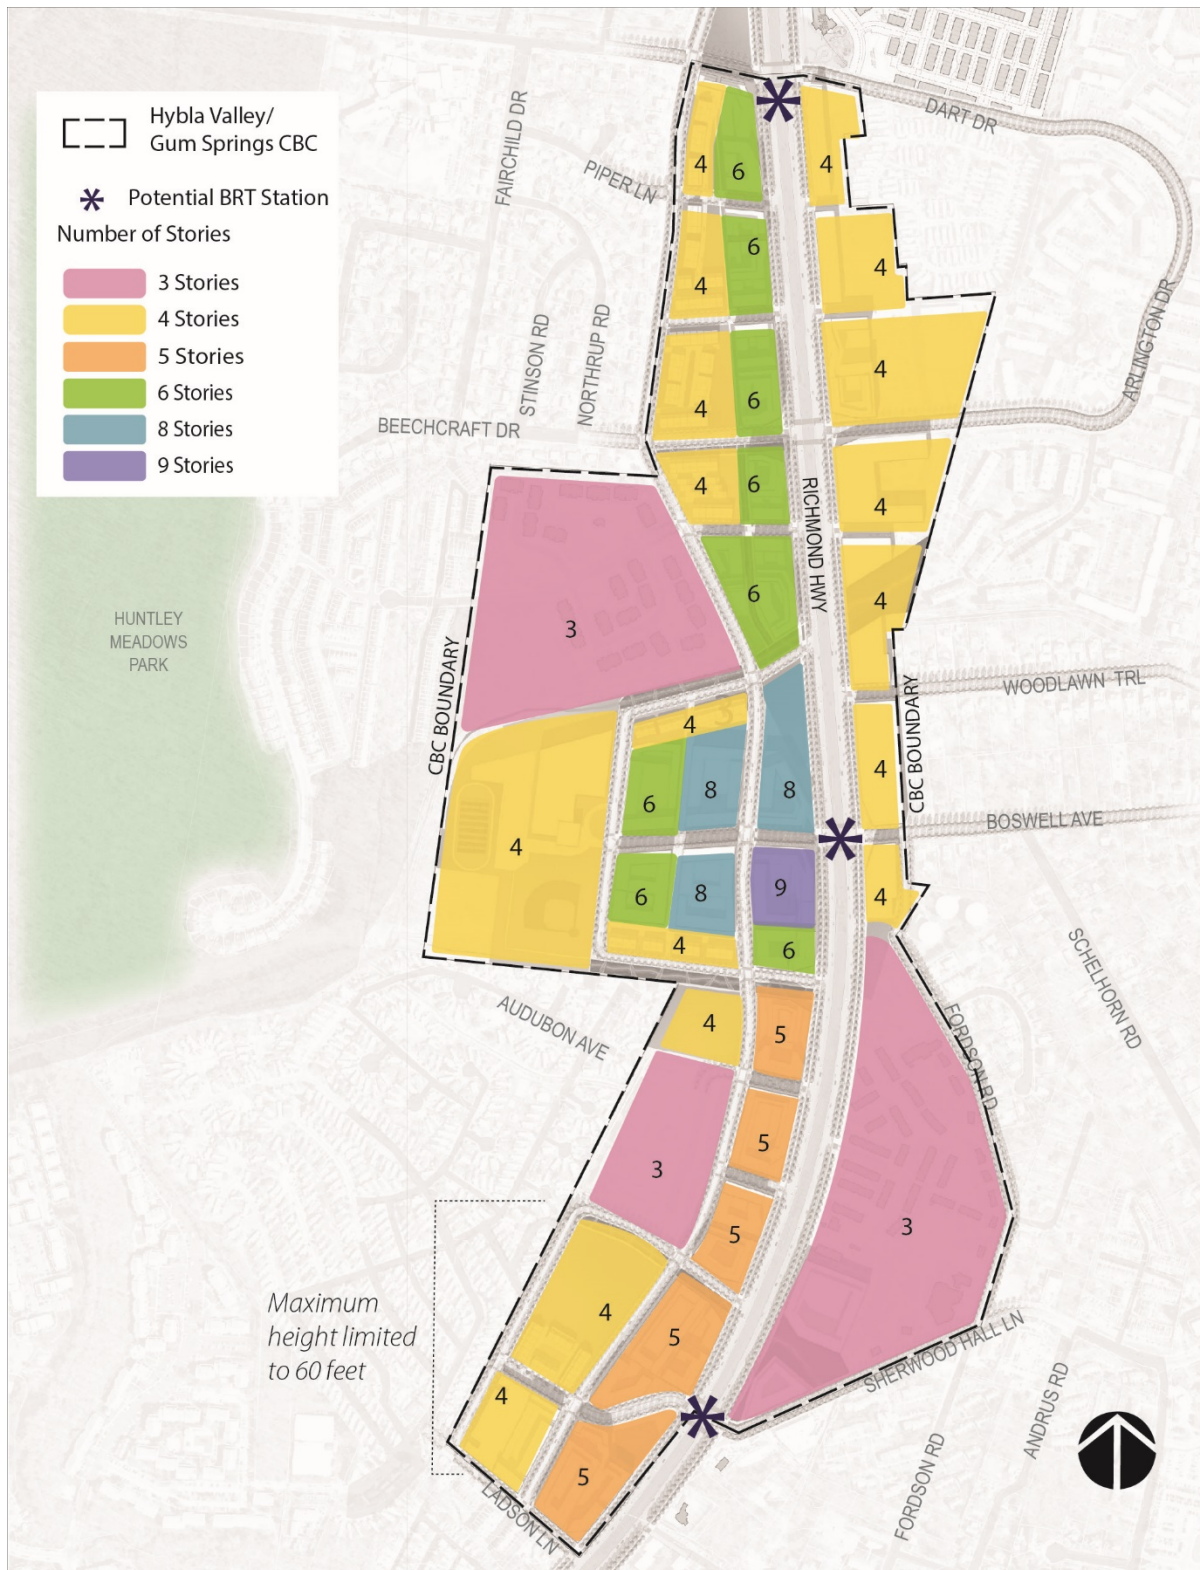 Hybla Valley/
Gum Springs CBC
Potential BRT Station
Number of Stories
3 Stories
4 Stories
5 Stories
6 Stories
8 Stories
9 Stories
DART DR
FAIRCHILD DR
PIPER LN
4
6
4
6
4
4
ARLINGTON DR
STINSON RD
NORTHRUP RD
4
6
4
BEECHCRAFT DR
4
6
4
RICHMOND HWY
6
4
HUNTLEY
MEADOWS
PARK
3
CBC BOUNDARY
WOODLAWN TRL
CBC BOUNDARY
4
4
6
8
8
BOSWELL AVE
4
6
8
9
4
4
6
SCHELHORN RD
AUDUBON AVE
4
5
FORDSON RD
5
3
5
3
Maximum
height limited
to 60 feet
4
5
SHERWOOD HALL LN
4
5
ANDRUS RD
FORDSON RD
LADSON LN